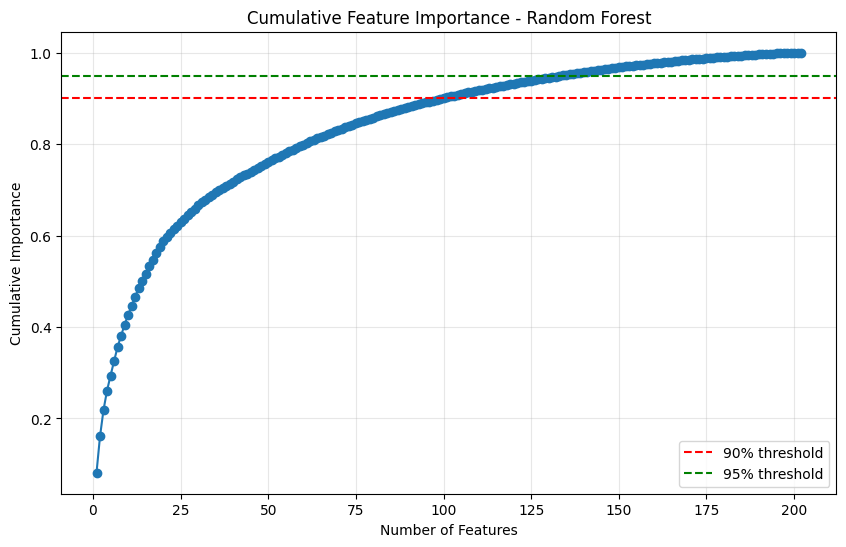 Cumulative Feature Importance - Random Forest
Cumulative Importance
1.0
0.8
0.6
0.4
0.2
0 25 50 75 100 125 150 175 200
Number of Features
90% threshold
95% threshold